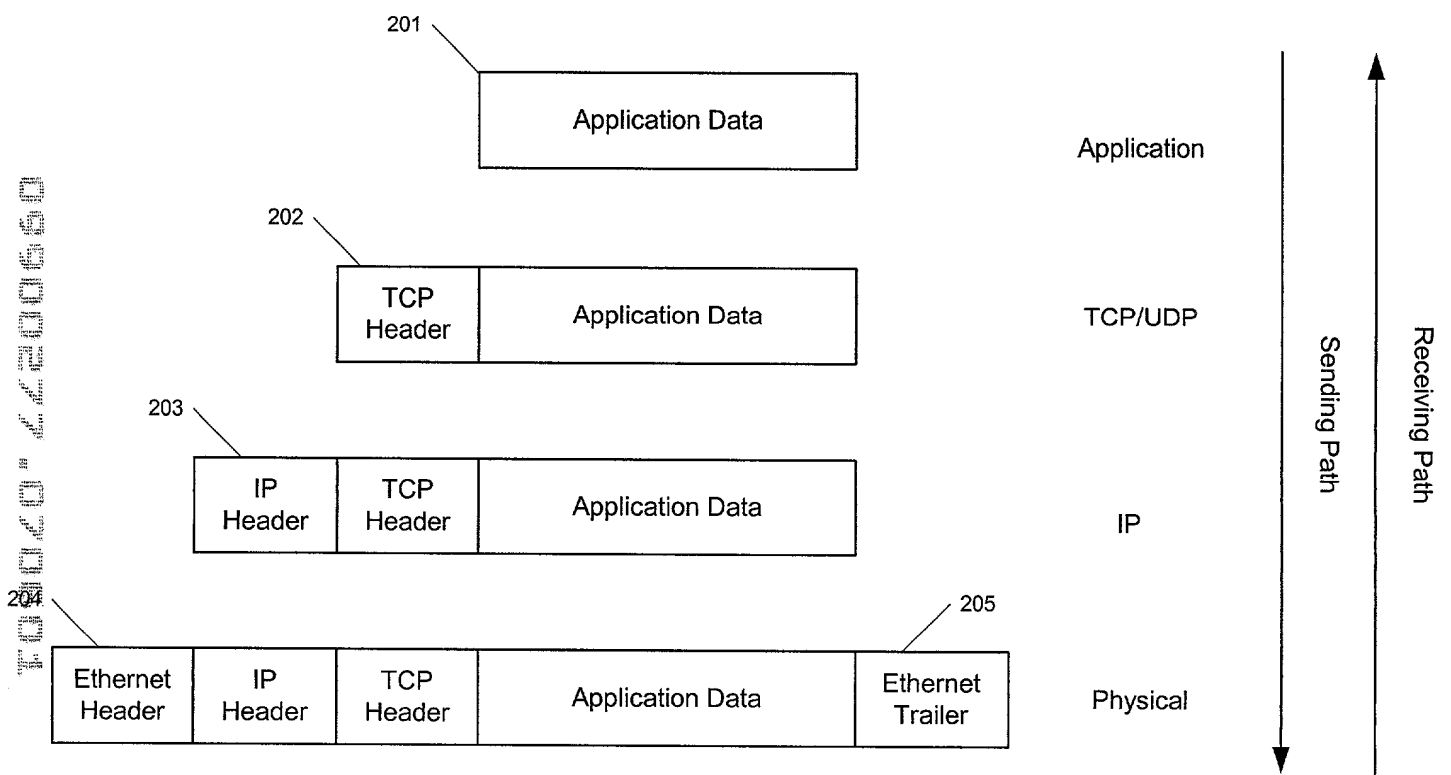 201
Application Data
Application
202
TCP
Header
Application Data
TCP/UDP
203
IP
Header
TCP
Header
Application Data
IP
204
205
Ethernet
Header
IP
Header
TCP
Header
Application Data
Ethernet
Trailer
Physical
Sending Path
Receiving Path